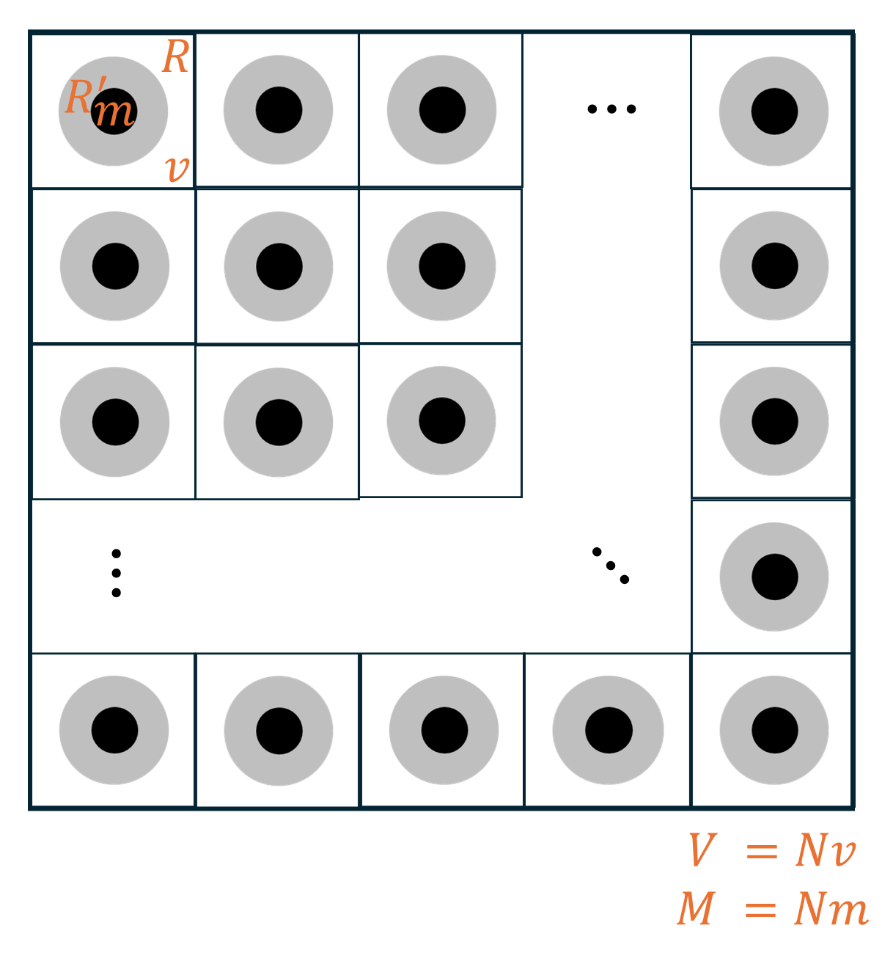 R
R′
m
v
V = Nv
M = Nm